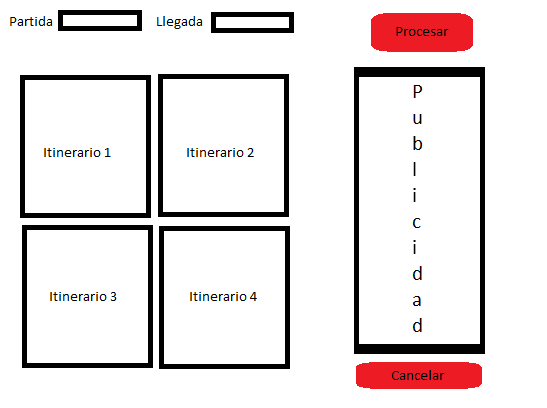 Partida Llegada
Procesar
Itinerario 1
Itinerario 2
Itinerario 3
Itinerario 4
P
u
b
l
i
c
i
d
a
d
Cancelar